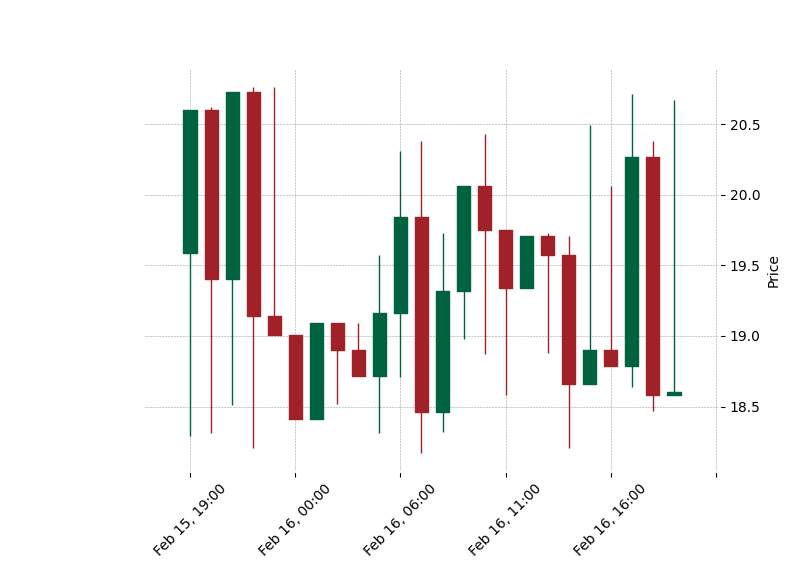 20.5
20.0
19.5
19.0
18.5
Price
Feb 15, 19:00
Feb 16, 00:00
Feb 16, 06:00
Feb 16, 11:00
Feb 16, 16:00